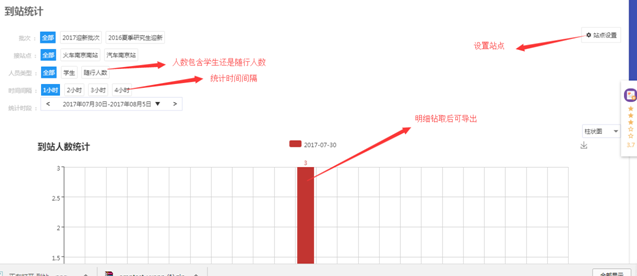 到站统计
批次: 全部 2017迎新批次 2016夏季研究生迎新
站点设置
设置站点
接站点: 全部 火车南京南站 汽车南京站
人数包含学生还是随行人数
人员类型: 全部 学生 随行人数
统计时间间隔
时间间隔: 1小时 2小时 3小时 4小时
统计时段: < 2017年07月30日-2017年08月5日 >
明细钻取后可导出
柱状图
3.7
到站人数统计
2017-07-30
3
3
2.5
2
1.5
全部显示